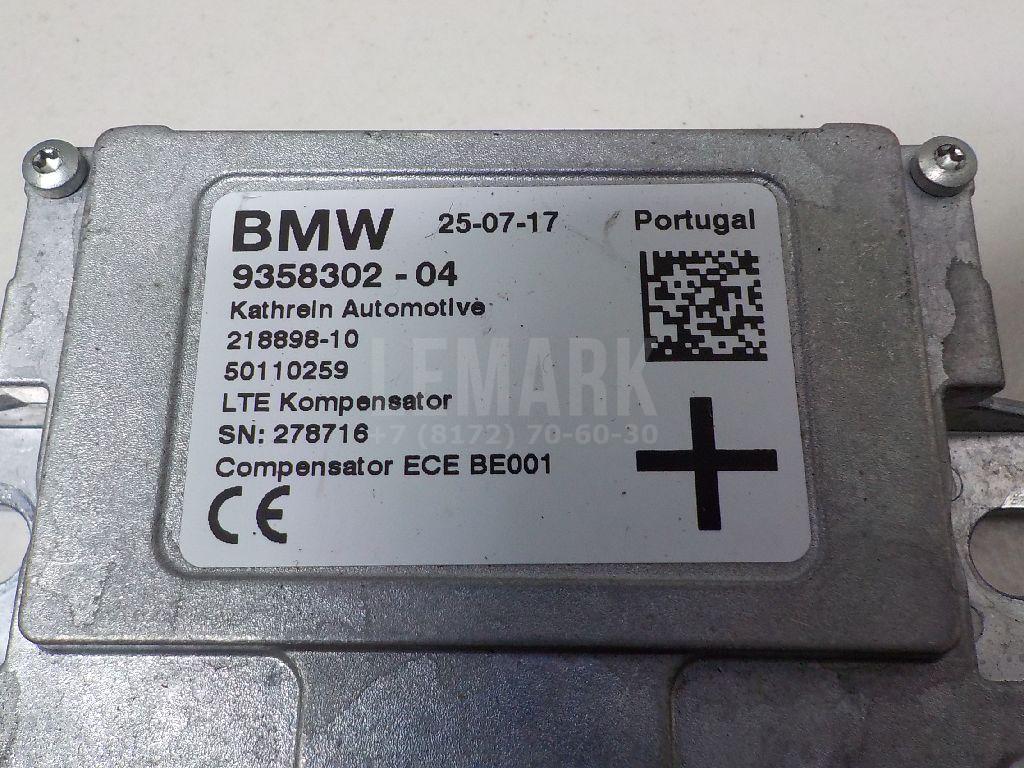 BMW 25-07-17 Portugal
9358302-04
Kathrein Automotive
218898-10
50110259
LTE Kompensator
SN: 278716
Compensator ECE BE001
CE
LEMARK
+7 (8172) 70-60-30